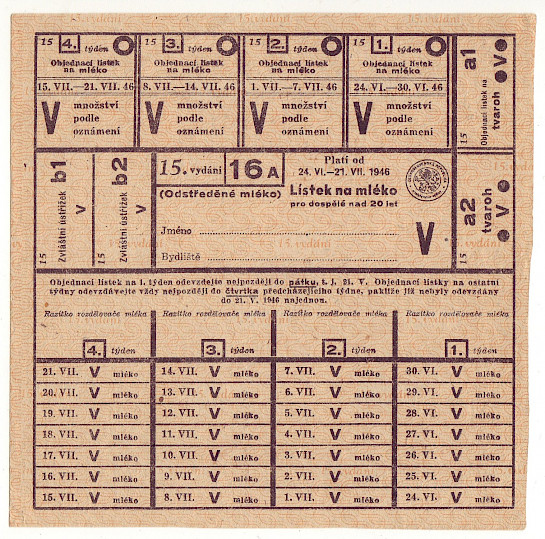 15 4. týden
Objednací lístek
na mléko
15. VII.—21. VII. 46
V množství
podle
oznámení
15 3. týden
Objednací lístek
na mléko
8. VII.—14. VII. 46
V množství
podle
oznámení
15 2. týden
Objednací lístek
na mléko
1. VII.—7. VII. 46
V množství
podle
oznámení
15 1. týden
Objednací lístek
na mléko
24. VI.—30. VI. 46
V množství
podle
oznámení
15 a1 V
Objednací lístek na
tvaroh
15 b1 V
Zvláštní ústřižek
15 b2 V
Zvláštní ústřižek
15. vydání 16 A
(Odstředěné mléko)
Platí od
24. VI.—21. VII. 1946
Lístek na mléko
pro dospělé nad 20 let
Jméno
Bydliště
V
15 a2 V
tvaroh
15. vydání
Objednací lístek na 1. týden odevzdejte nejpozději do pátku, t. j. 21. V. Objednací lístky na ostatní
týdny odevzdávejte vždy nejpozději do čtvrtka předcházejícího týdne, pakliže již nebyly odevzdány
do 21. V. 1946 najednou.
Razítko rozdělovače mléka Razítko rozdělovače mléka Razítko rozdělovače mléka Razítko rozdělovače mléka
4. týden 3. týden 2. týden 1. týden
21. VII. V mléko 14. VII. V mléko 7. VII. V mléko 30. VI. V mléko
20. VII. V mléko 13. VII. V mléko 6. VII. V mléko 29. VI. V mléko
19. VII. V mléko 12. VII. V mléko 5. VII. V mléko 28. VI. V mléko
18. VII. V mléko 11. VII. V mléko 4. VII. V mléko 27. VI. V mléko
17. VII. V mléko 10. VII. V mléko 3. VII. V mléko 26. VI. V mléko
16. VII. V mléko 9. VII. V mléko 2. VII. V mléko 25. VI. V mléko
15. VII. V mléko 8. VII. V mléko 1. VII. V mléko 24. VI. V mléko